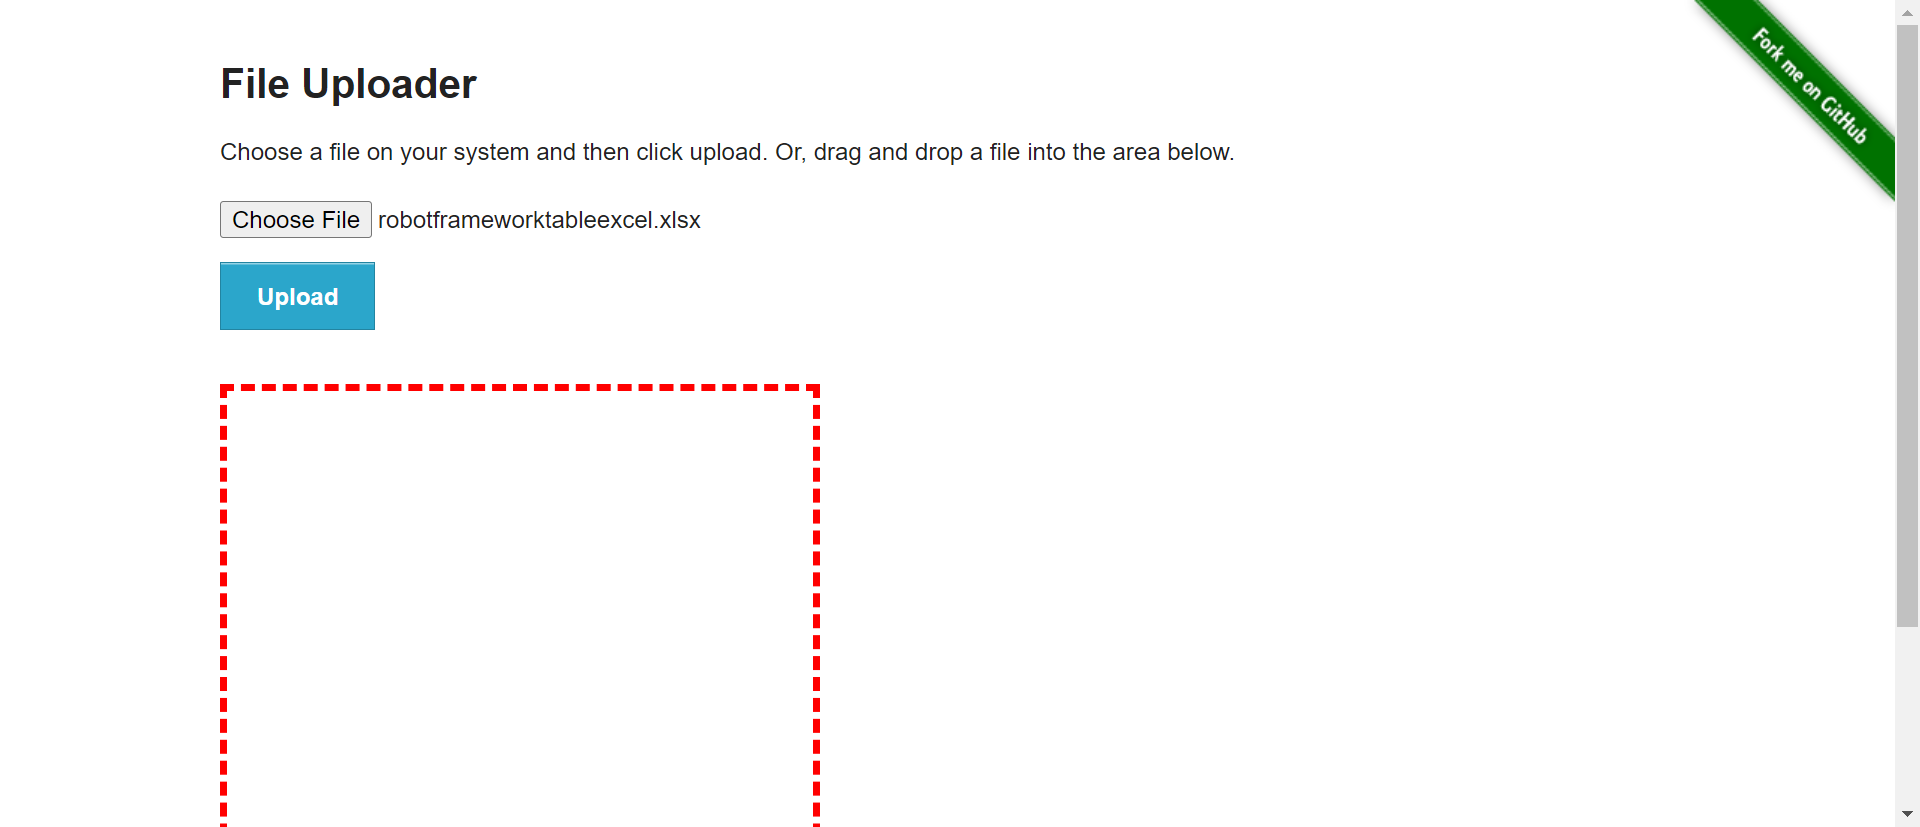 File Uploader
Choose a file on your system and then click upload. Or, drag and drop a file into the area below.
Choose File robotframeworktableexcel.xlsx
Upload
Fork me on GitHub